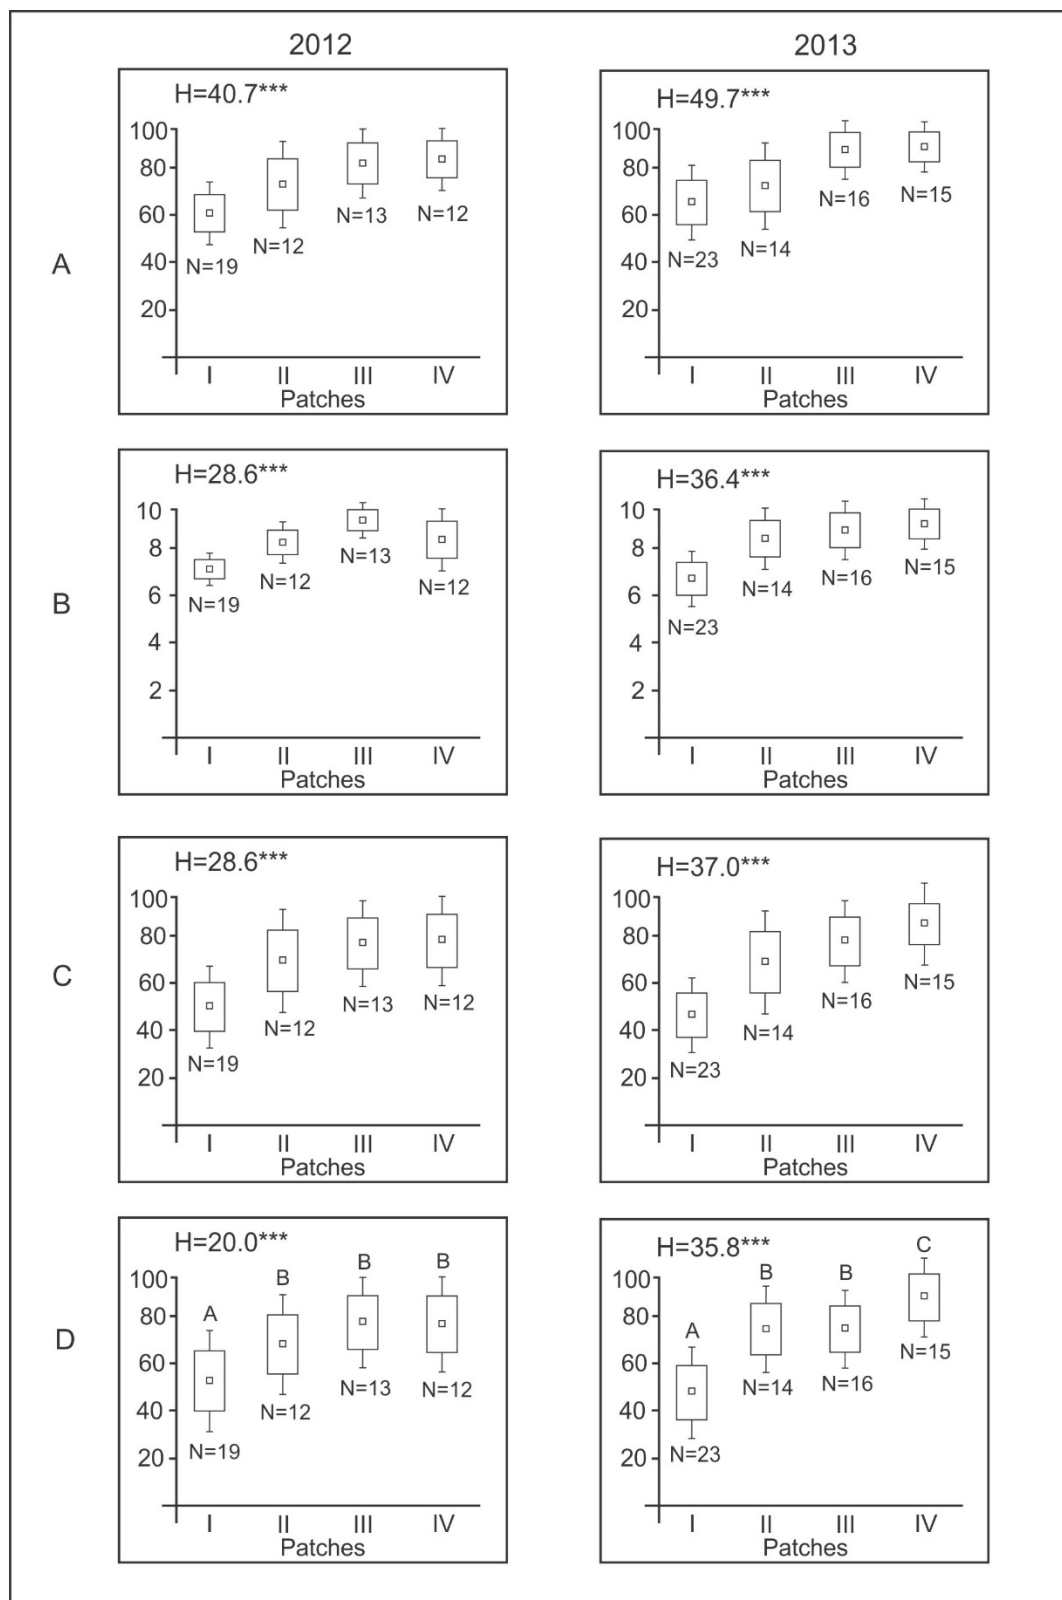 2012
2013
A
H=40.7***
100
80
60
40
20
N=19
N=12
N=13
N=12
I II III IV
Patches
H=49.7***
100
80
60
40
20
N=23
N=14
N=16
N=15
I II III IV
Patches
B
H=28.6***
10
8
6
4
2
N=19
N=12
N=13
N=12
I II III IV
Patches
H=36.4***
10
8
6
4
2
N=23
N=14
N=16
N=15
I II III IV
Patches
C
H=28.6***
100
80
60
40
20
N=19
N=12
N=13
N=12
I II III IV
Patches
H=37.0***
100
80
60
40
20
N=23
N=14
N=16
N=15
I II III IV
Patches
D
H=20.0***
A B B B
100
80
60
40
20
N=19
N=12
N=13
N=12
I II III IV
Patches
H=35.8***
A B B C
100
80
60
40
20
N=23
N=14
N=16
N=15
I II III IV
Patches